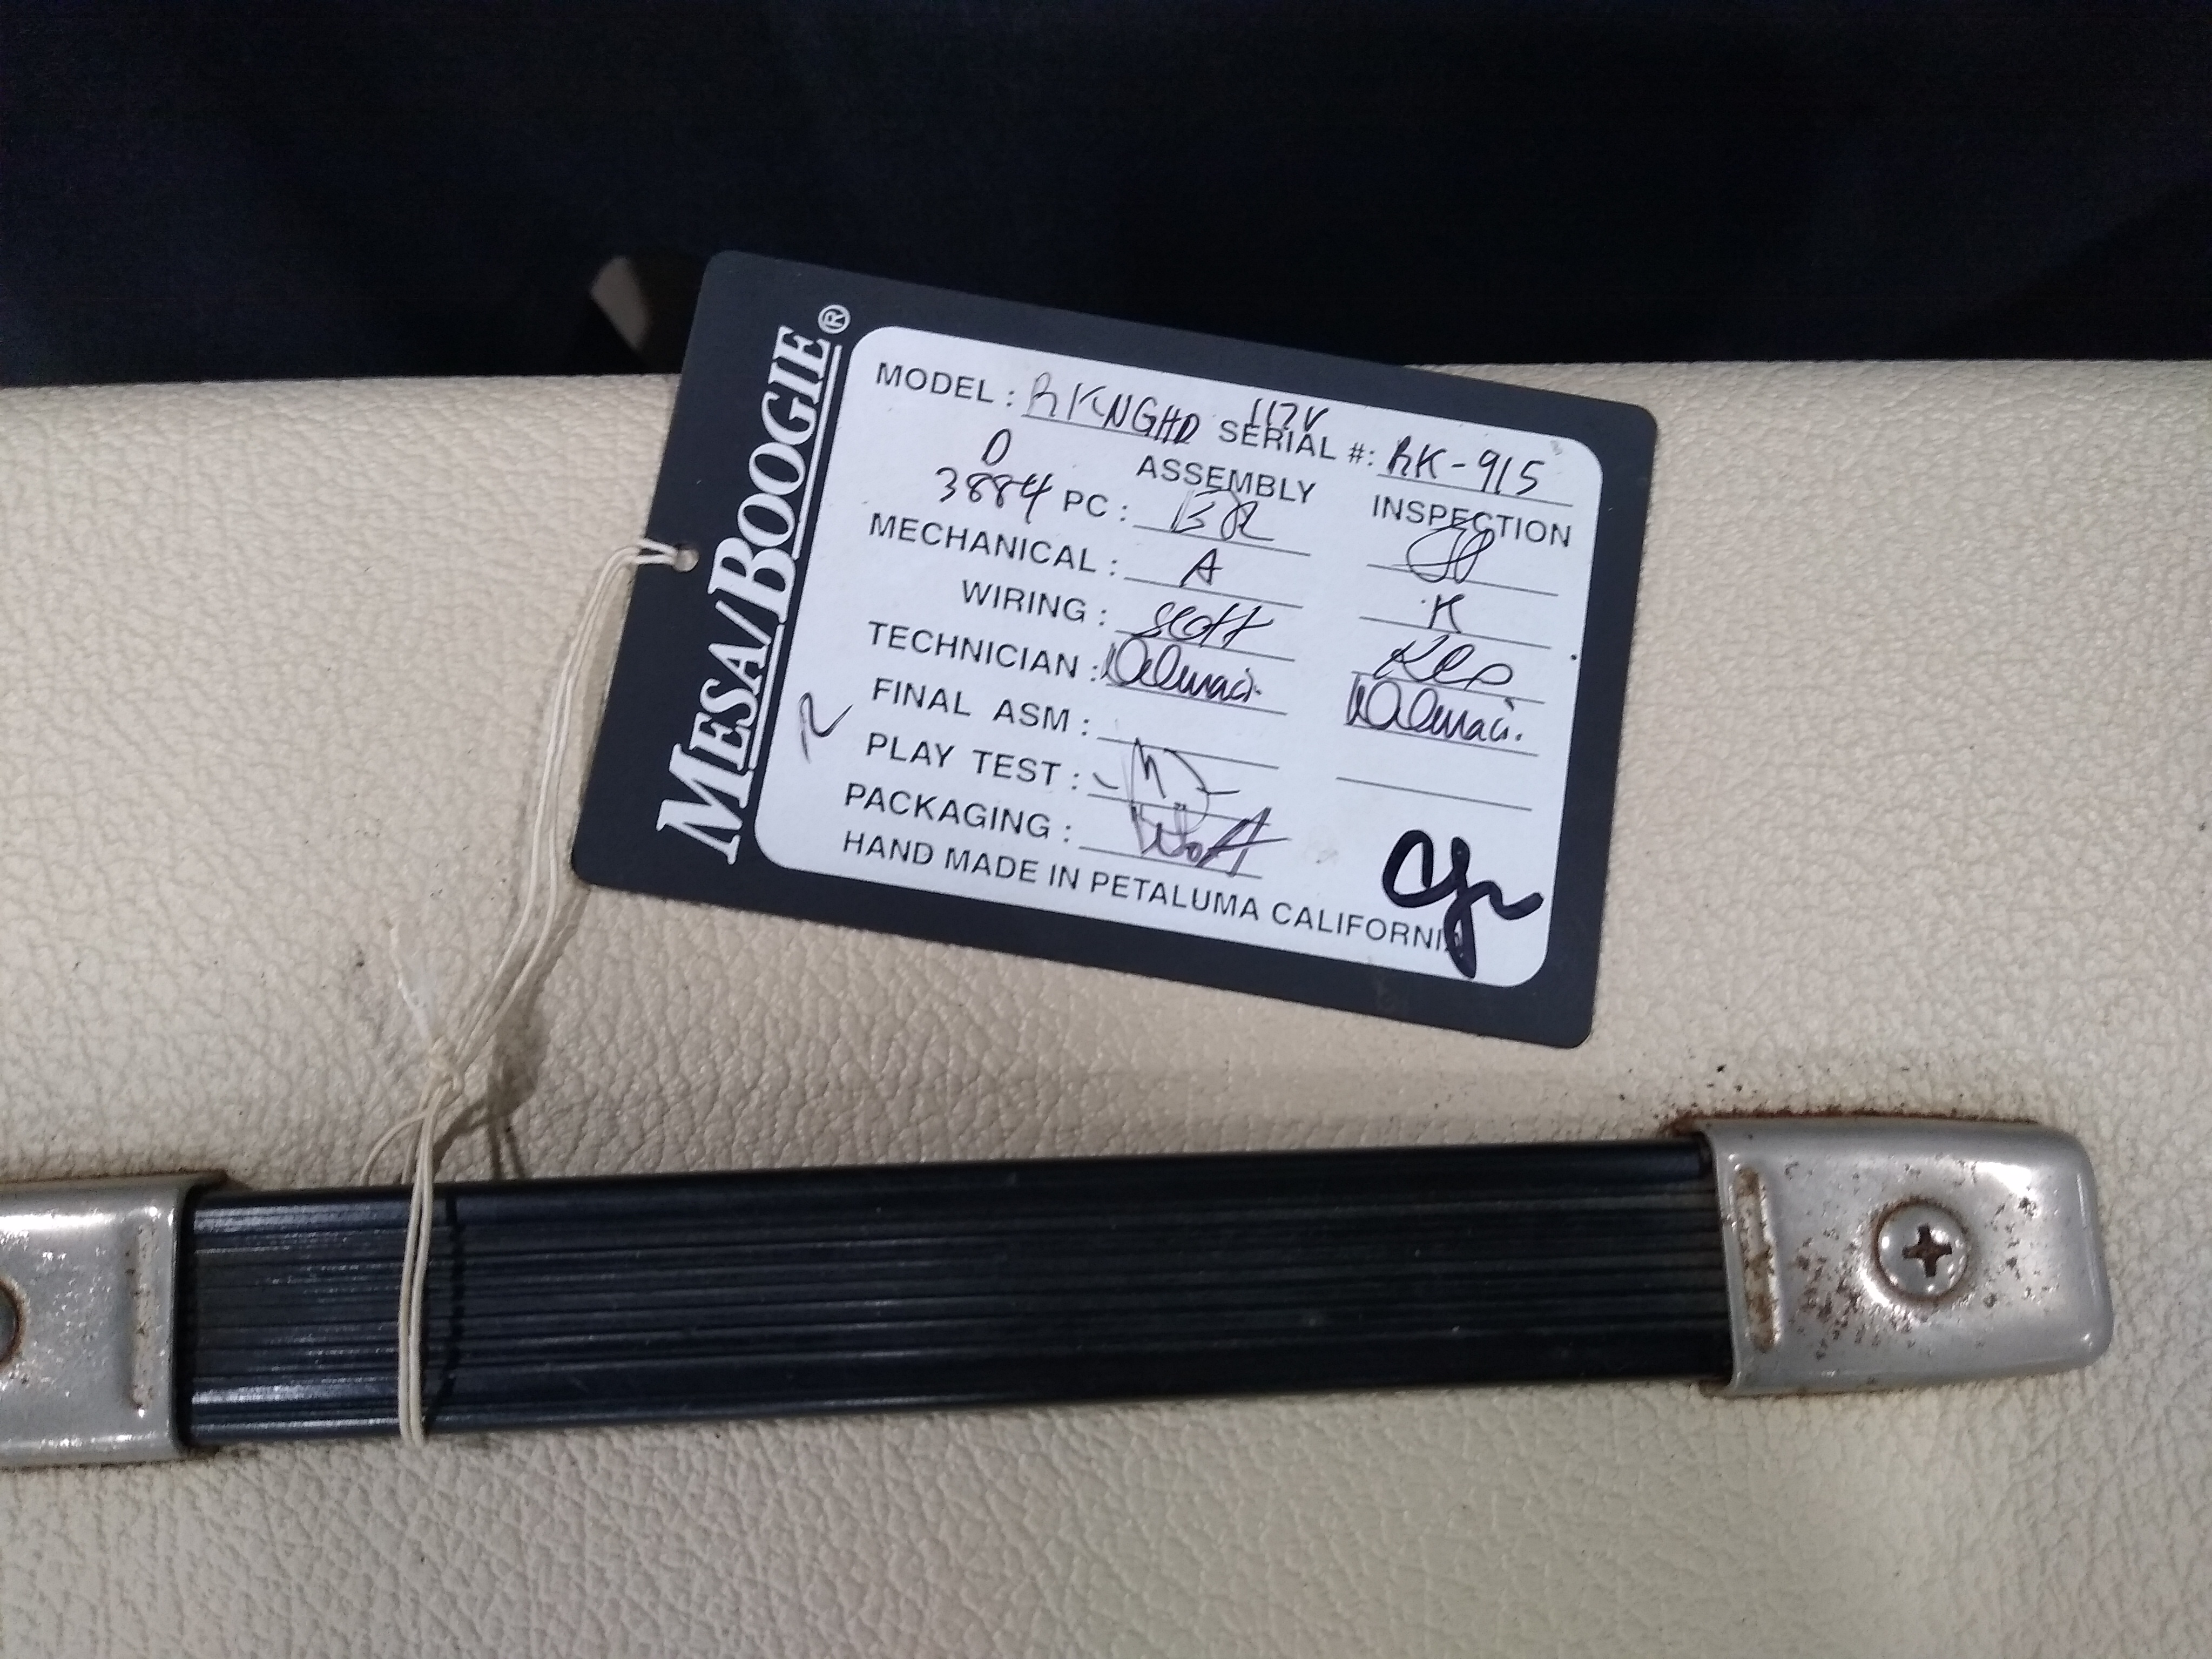 MESA/BOOGIE®
MODEL : RKNGHD 117V SERIAL #: RK-915
D ASSEMBLY INSPECTION
3884 PC : BR
MECHANICAL : A K
WIRING : Scott
TECHNICIAN :
FINAL ASM :
PLAY TEST :
PACKAGING :
HAND MADE IN PETALUMA CALIFORNIA